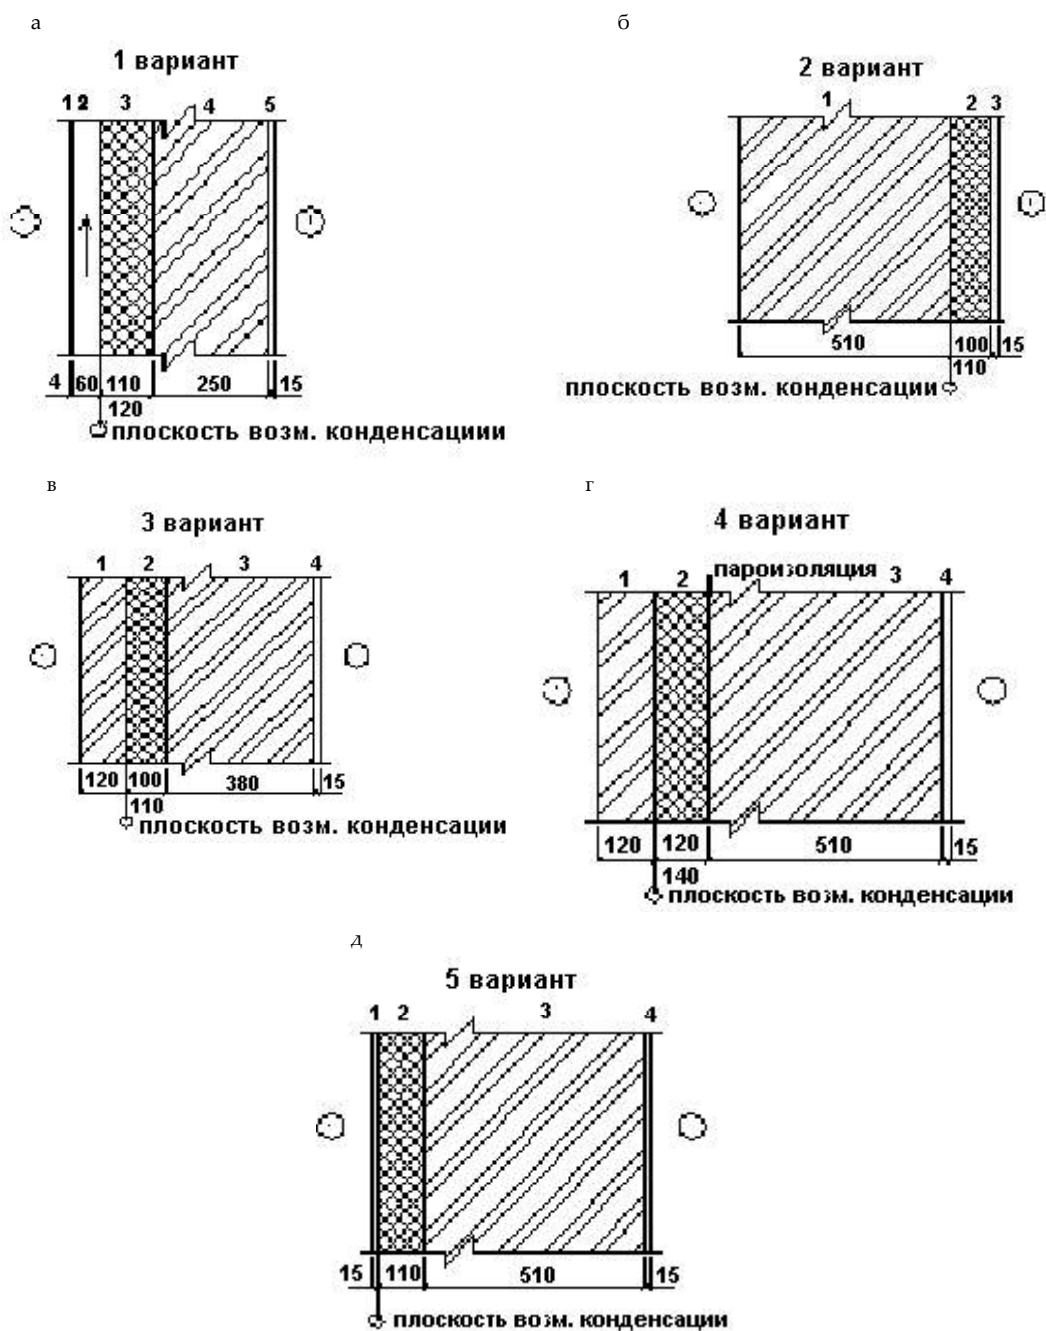 а
1 вариант
1 2 3 4 5
4 60 110 250 15
120
плоскость возм. конденсациии
б
2 вариант
1 2 3
510 100 15
110
плоскость возм. конденсации
в
3 вариант
1 2 3 4
120 100 380 15
110
плоскость возм. конденсации
г
4 вариант
пароизоляция
1 2 3 4
120 120 510 15
140
плоскость возм. конденсации
д
5 вариант
1 2 3 4
15 110 510 15
плоскость возм. конденсации